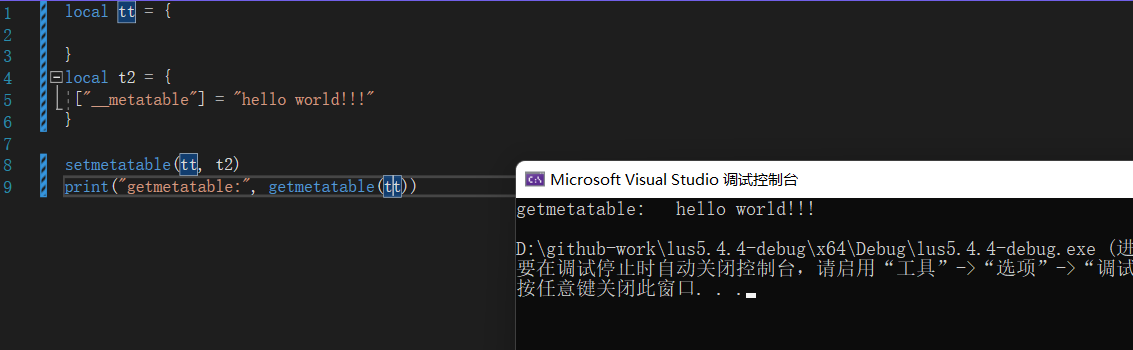 1 local tt = {
2
3 }
4 local t2 = {
5 ["__metatable"] = "hello world!!!"
6 }
7
8 setmetatable(tt, t2)
9 print("getmetatable:", getmetatable(tt))
Microsoft Visual Studio 调试控制台
getmetatable: hello world!!!
D:\github-work\lus5.4.4-debug\x64\Debug\lus5.4.4-debug.exe (进
要在调试停止时自动关闭控制台，请启用“工具”->“选项”->“调试
按任意键关闭此窗口. . .